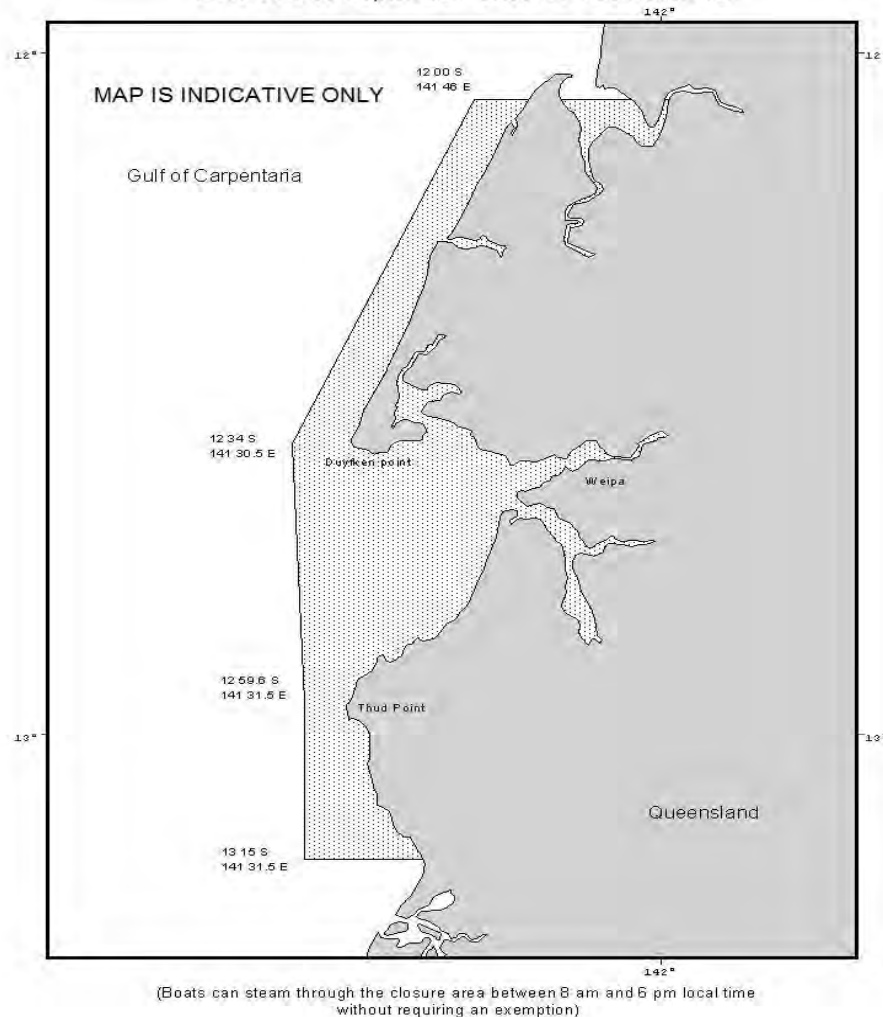 142°
12°
12
12 00 S
141 46 E
MAP IS INDICATIVE ONLY
Gulf of Carpentaria
12 34 S
141 30.5 E
Duyfken point
Weipa
12 59.6 S
141 31.5 E
Thud Point
13°
13
Queensland
13 15 S
141 31.5 E
142°
(Boats can steam through the closure area between 8 am and 6 pm local time
without requiring an exemption)